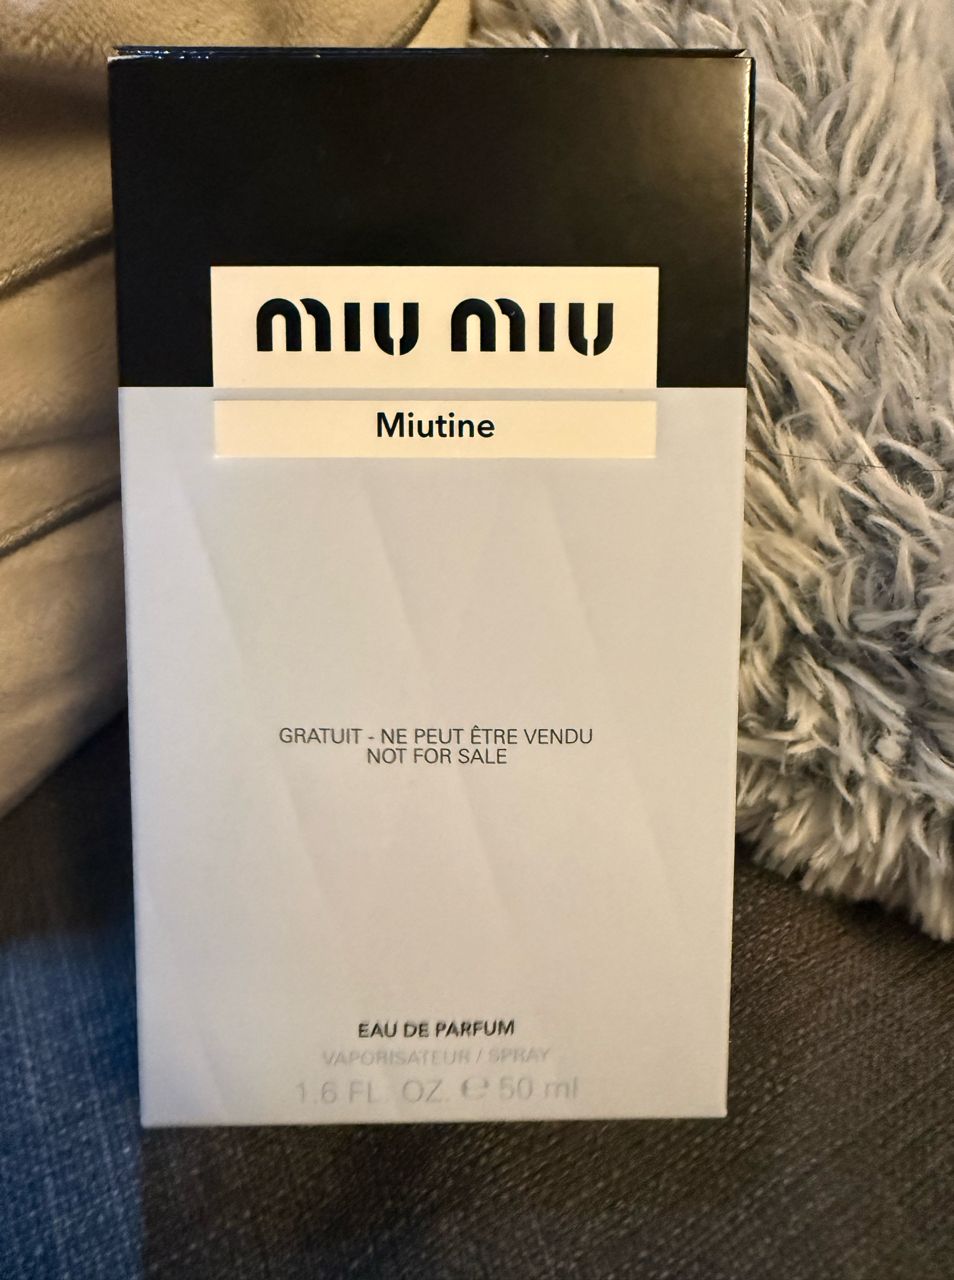 MIU MIU
Miutine
GRATUIT - NE PEUT ÊTRE VENDU
NOT FOR SALE
EAU DE PARFUM
VAPORISATEUR / SPRAY
1.6 FL. OZ. ℮ 50 ml